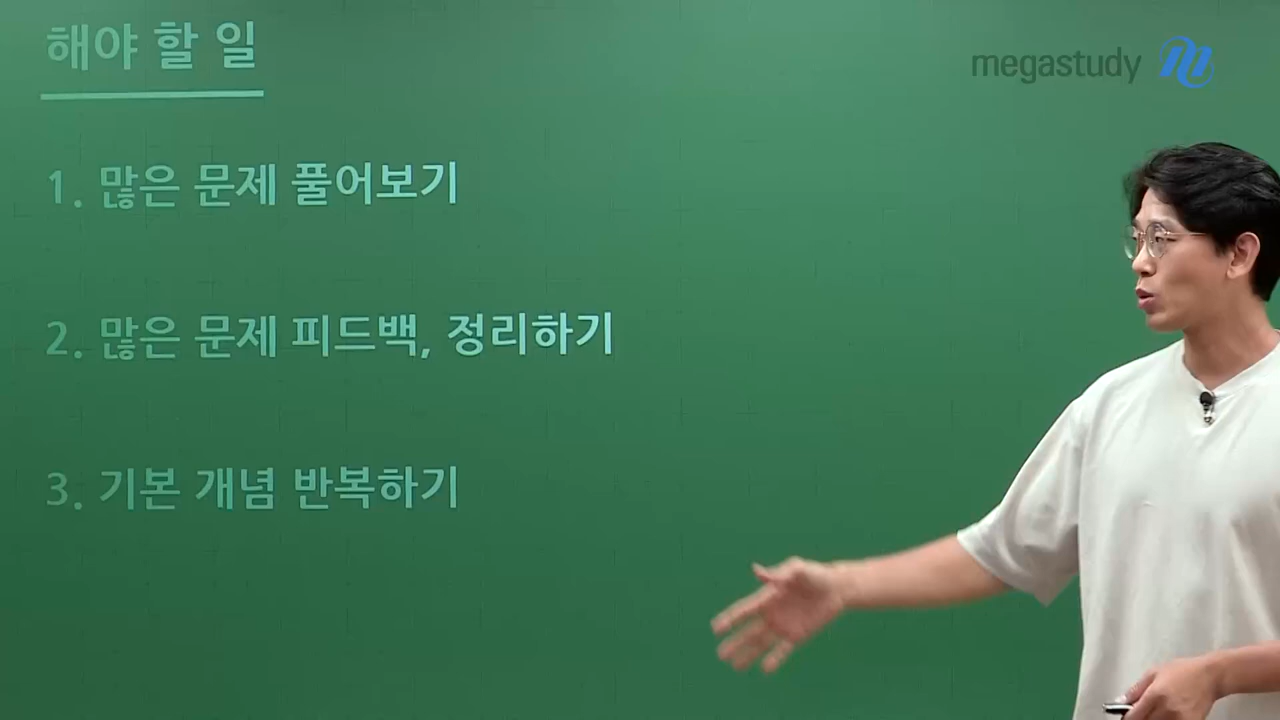 해야 할 일
megastudy
1. 많은 문제 풀어보기
2. 많은 문제 피드백, 정리하기
3. 기본 개념 반복하기